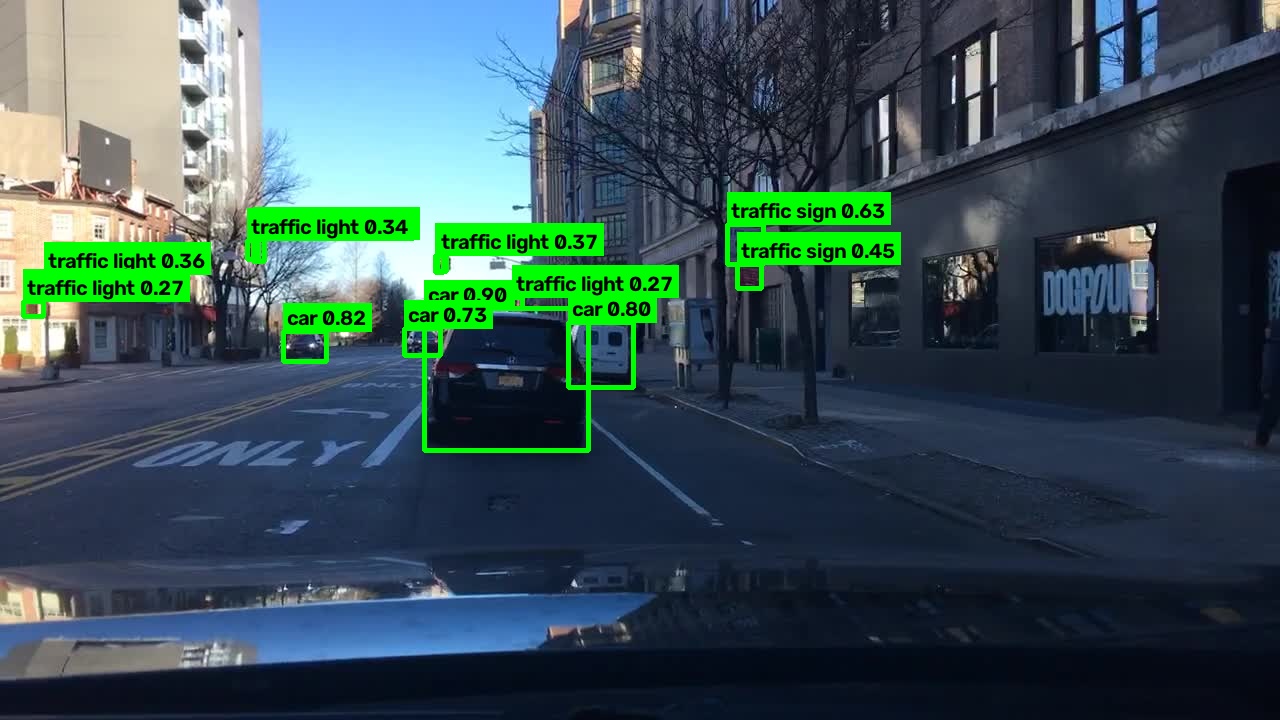 traffic sign 0.63
traffic light 0.34
traffic light 0.37
traffic sign 0.45
traffic light 0.36
traffic light 0.27
traffic light 0.27
car 0.90
car 0.82
car 0.73
car 0.80
DOGPOUND
ONLY
ONLY